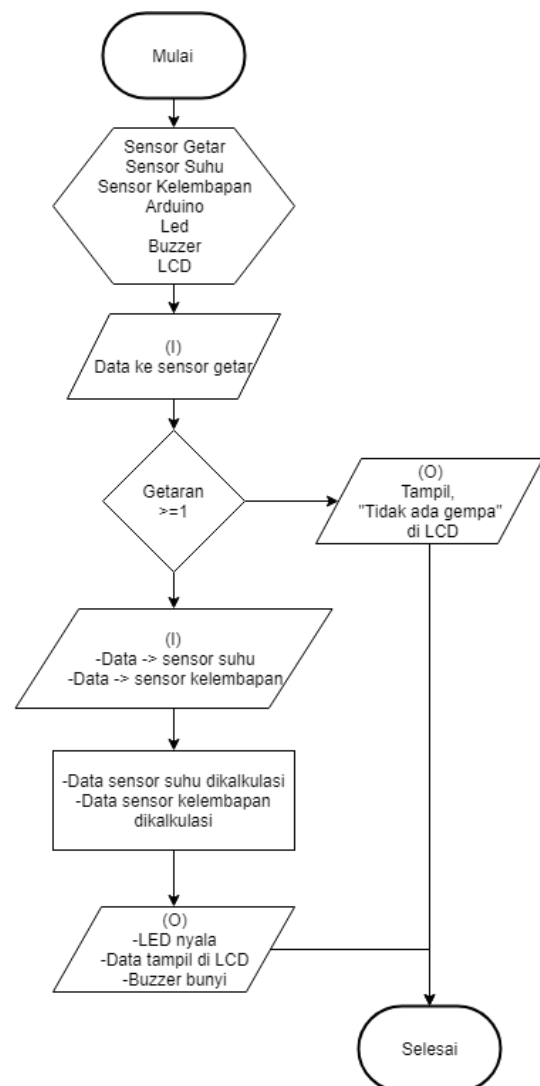 Mulai
Sensor Getar
Sensor Suhu
Sensor Kelembapan
Arduino
Led
Buzzer
LCD
(I)
Data ke sensor getar
Getaran
>=1
(O)
Tampil,
"Tidak ada gempa"
di LCD
(I)
-Data -> sensor suhu
-Data -> sensor kelembapan
-Data sensor suhu dikalkulasi
-Data sensor kelembapan
dikalkulasi
(O)
-LED nyala
-Data tampil di LCD
-Buzzer bunyi
Selesai